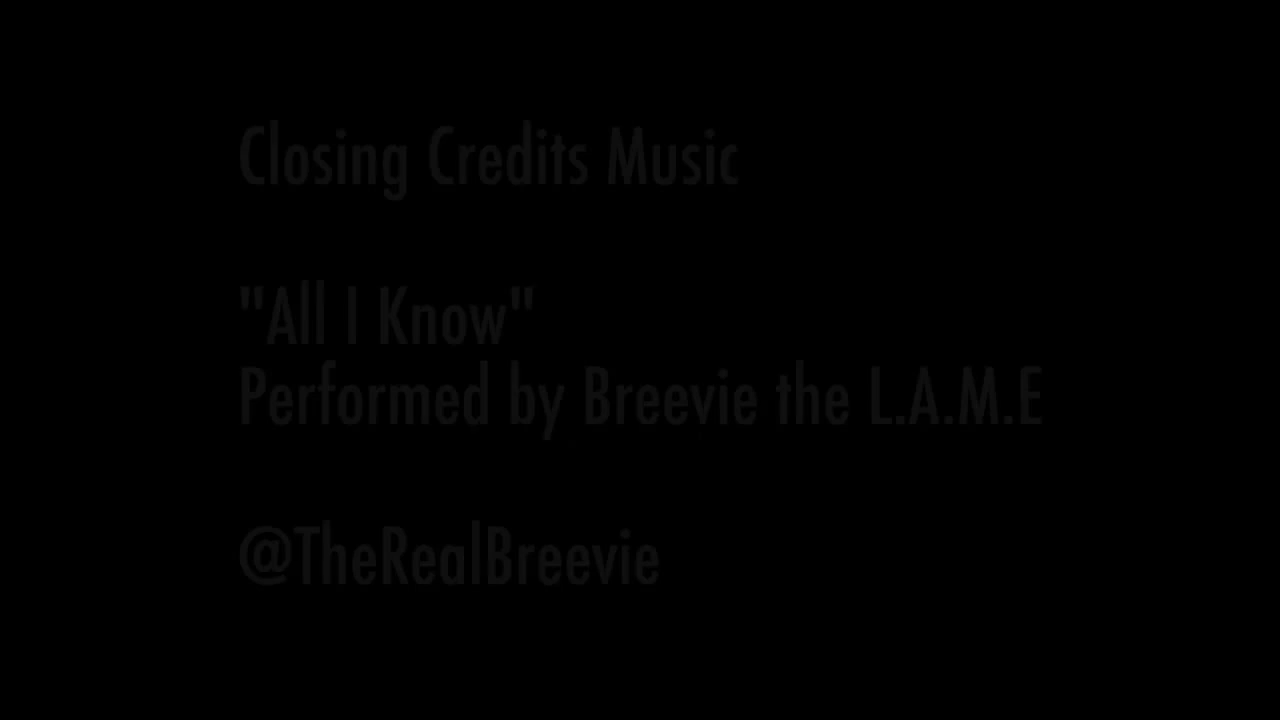 Closing Credits Music
"All I Know"
Performed by Breevie the L.A.M.E
@TheRealBreevie